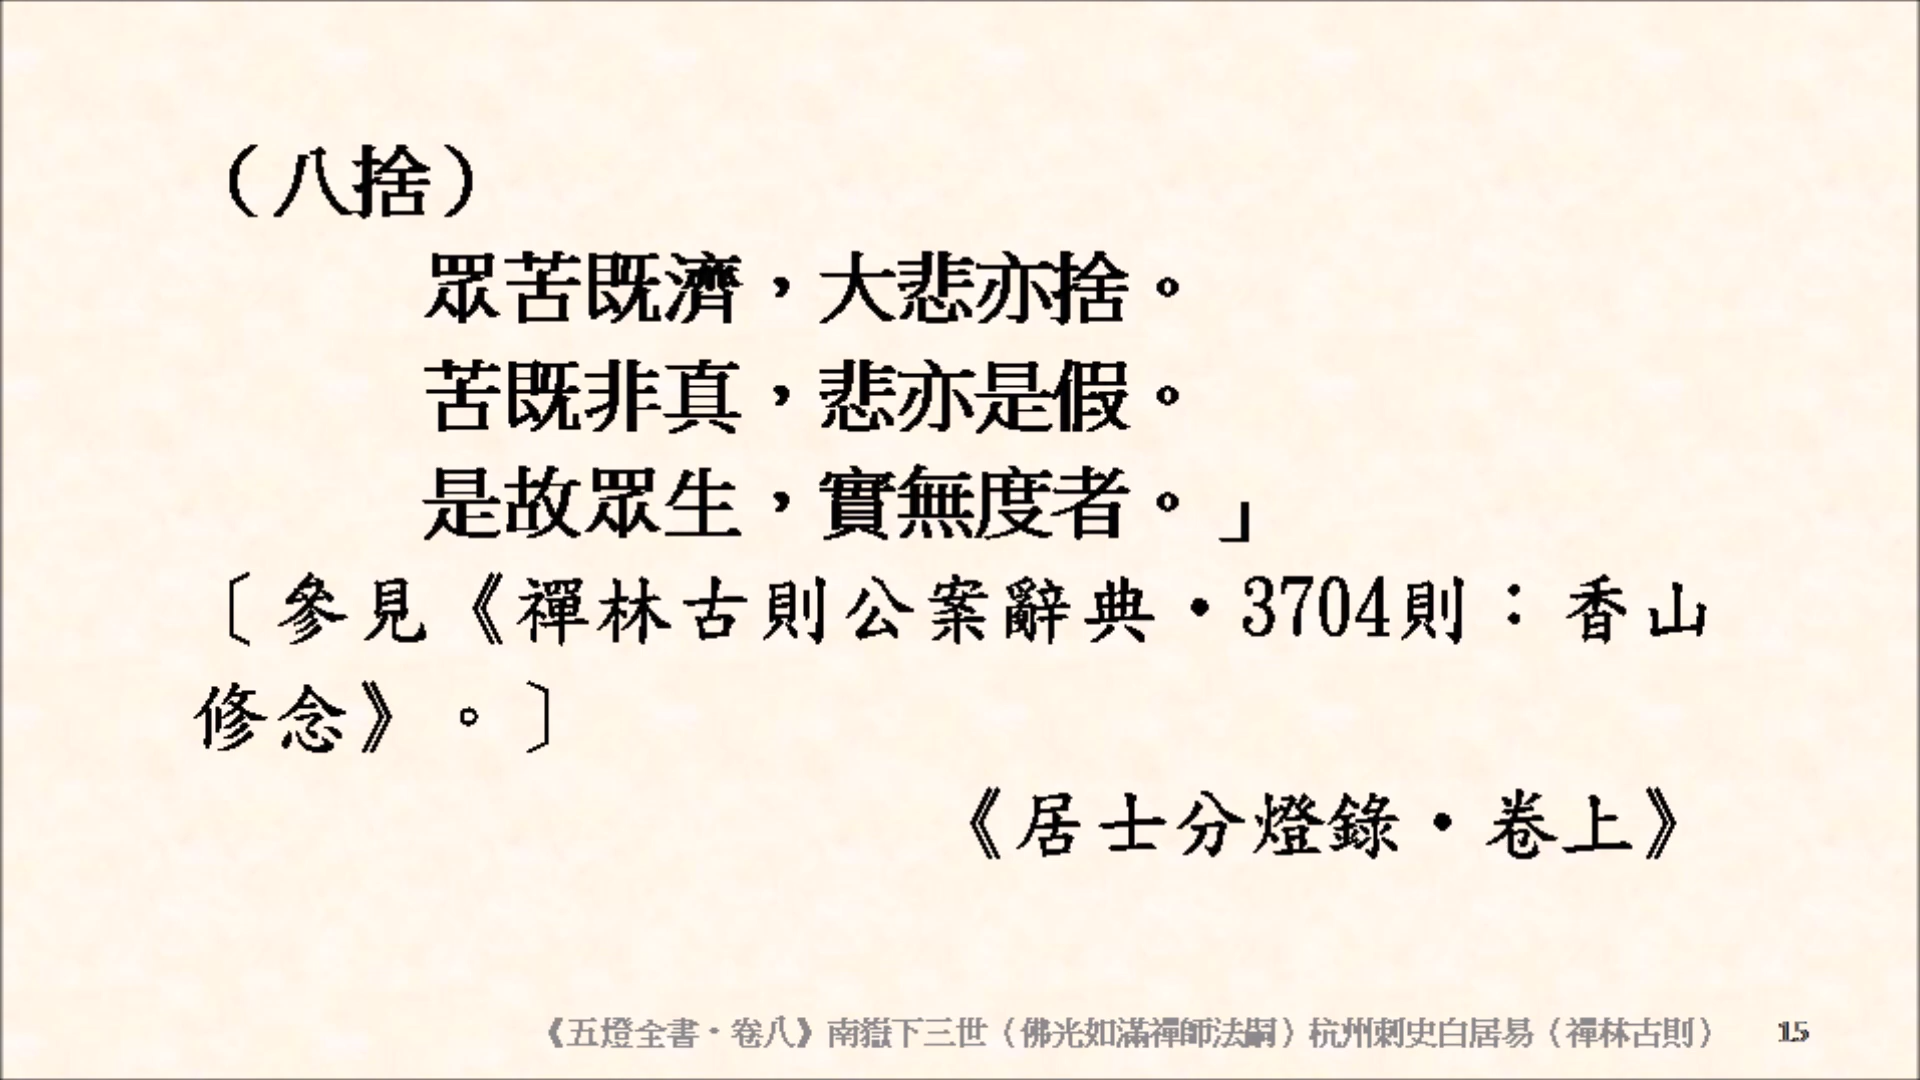 （八捨）
眾苦既濟，大悲亦捨。
苦既非真，悲亦是假。
是故眾生，實無度者。」
〔參見《禪林古則公案辭典·3704則：香山
修念》。〕
《居士分燈錄·卷上》
《五燈全書·卷八》南嶽下三世（佛光如滿禪師法嗣）杭州刺史白居易（禪林古則） 15